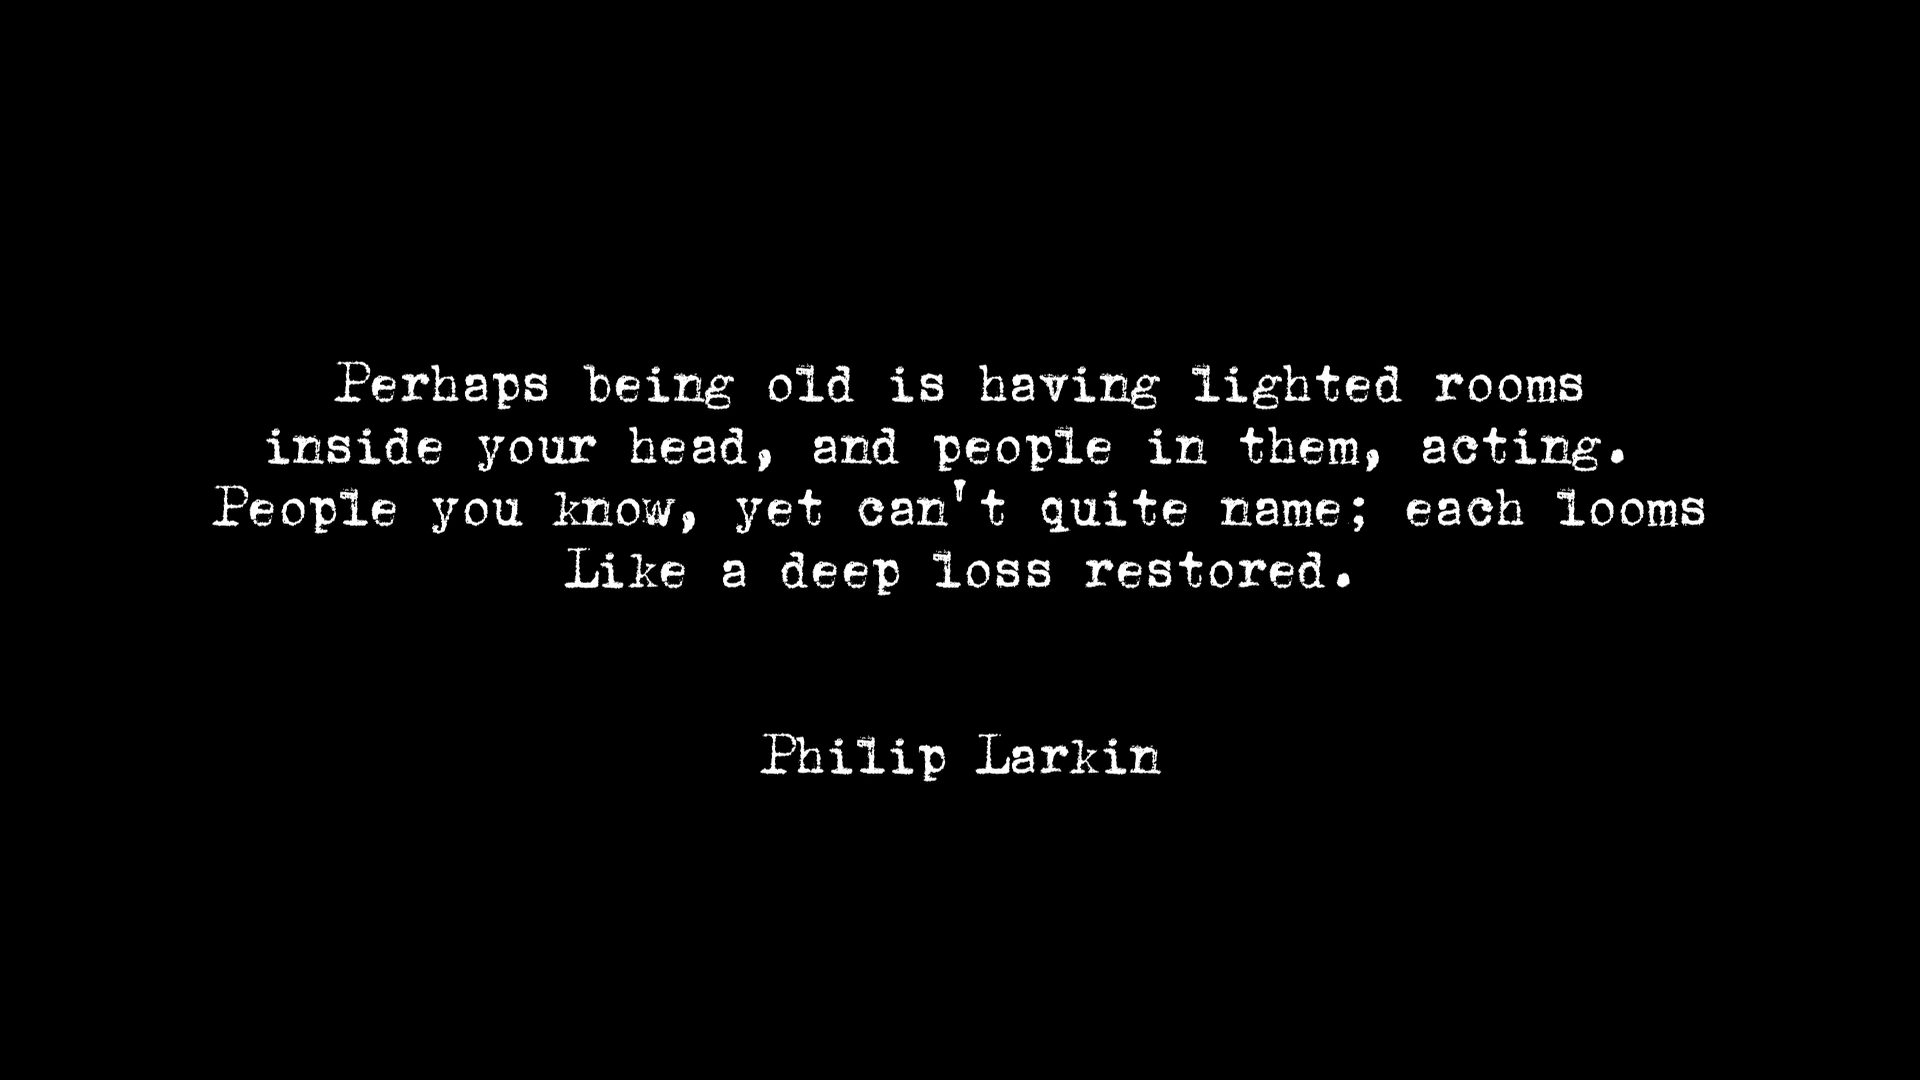 Perhaps being old is having lighted rooms
inside your head, and people in them, acting.
People you know, yet can't quite name; each looms
Like a deep loss restored.
Philip Larkin